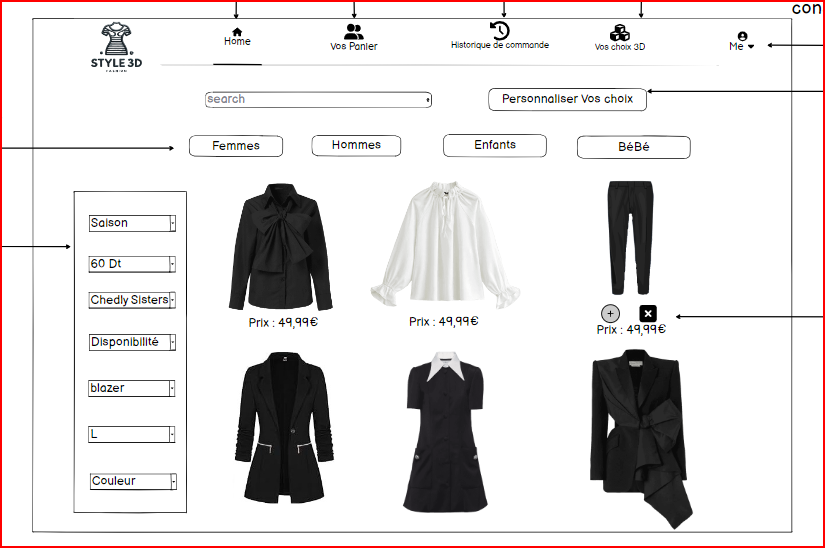 con
Home
Vos Panier
Historique de commande
Vos choix 3D
Me
STYLE 3D
FASHION
search
Personnaliser Vos choix
Femmes
Hommes
Enfants
BéBé
Saison
60 Dt
Chedly Sisters
Disponibilité
blazer
L
Couleur
Prix : 49,99€
Prix : 49,99€
Prix : 49,99€